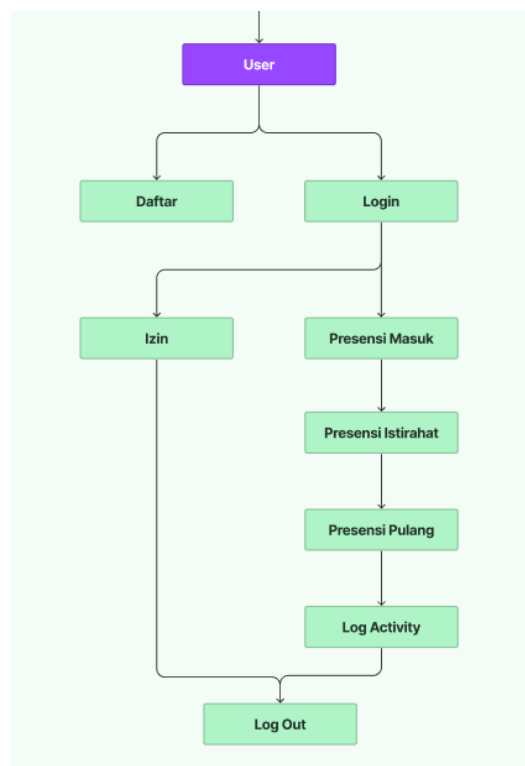 User
Daftar
Login
Izin
Presensi Masuk
Presensi Istirahat
Presensi Pulang
Log Activity
Log Out